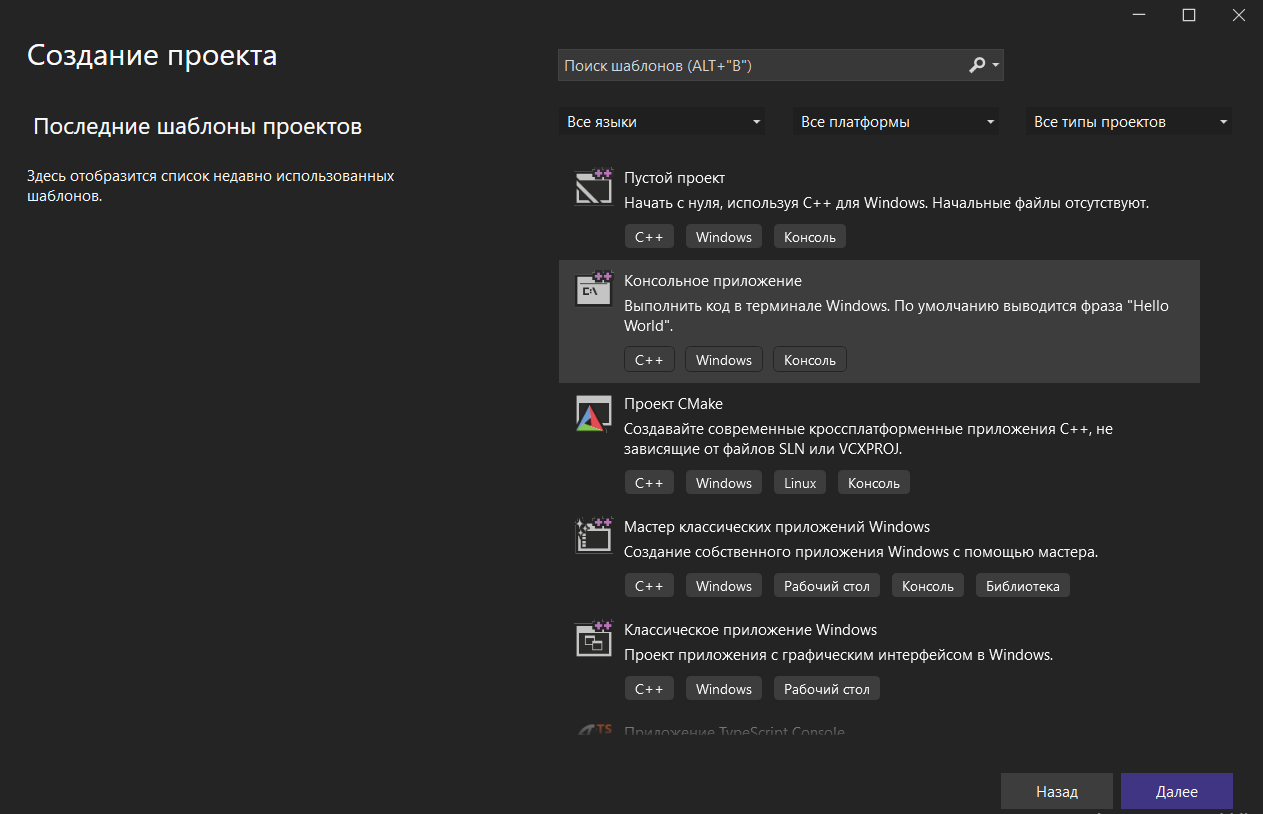 Создание проекта
Последние шаблоны проектов
Здесь отобразится список недавно использованных
шаблонов.
Поиск шаблонов (ALT+"В")
Все языки
Все платформы
Все типы проектов
Пустой проект
Начать с нуля, используя C++ для Windows. Начальные файлы отсутствуют.
C++ Windows Консоль
Консольное приложение
Выполнить код в терминале Windows. По умолчанию выводится фраза "Hello
World".
C++ Windows Консоль
Проект CMake
Создавайте современные кроссплатформенные приложения C++, не
зависящие от файлов SLN или VCXPROJ.
C++ Windows Linux Консоль
Мастер классических приложений Windows
Создание собственного приложения Windows с помощью мастера.
C++ Windows Рабочий стол Консоль Библиотека
Классическое приложение Windows
Проект приложения с графическим интерфейсом в Windows.
C++ Windows Рабочий стол
TS Приложение TypeScript Console
Назад
Далее